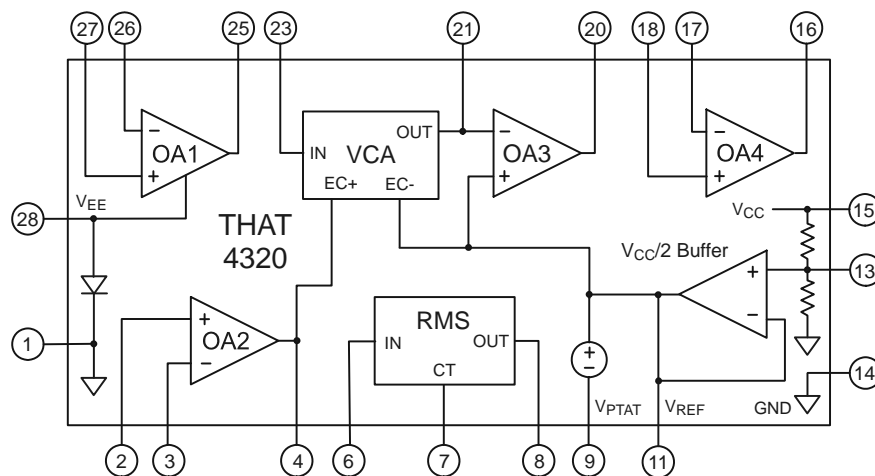 27 26 25 23 21 20 18 17 16
OUT
− OA1 +
IN VCA
EC+ EC-
− OA3 +
− OA4 +
28 VEE
THAT
4320
VCC 15
VCC/2 Buffer
+ −
13
1
+ OA2 −
RMS
IN OUT
CT
+
−
VPTAT VREF GND 14
2 3 4 6 7 8 9 11